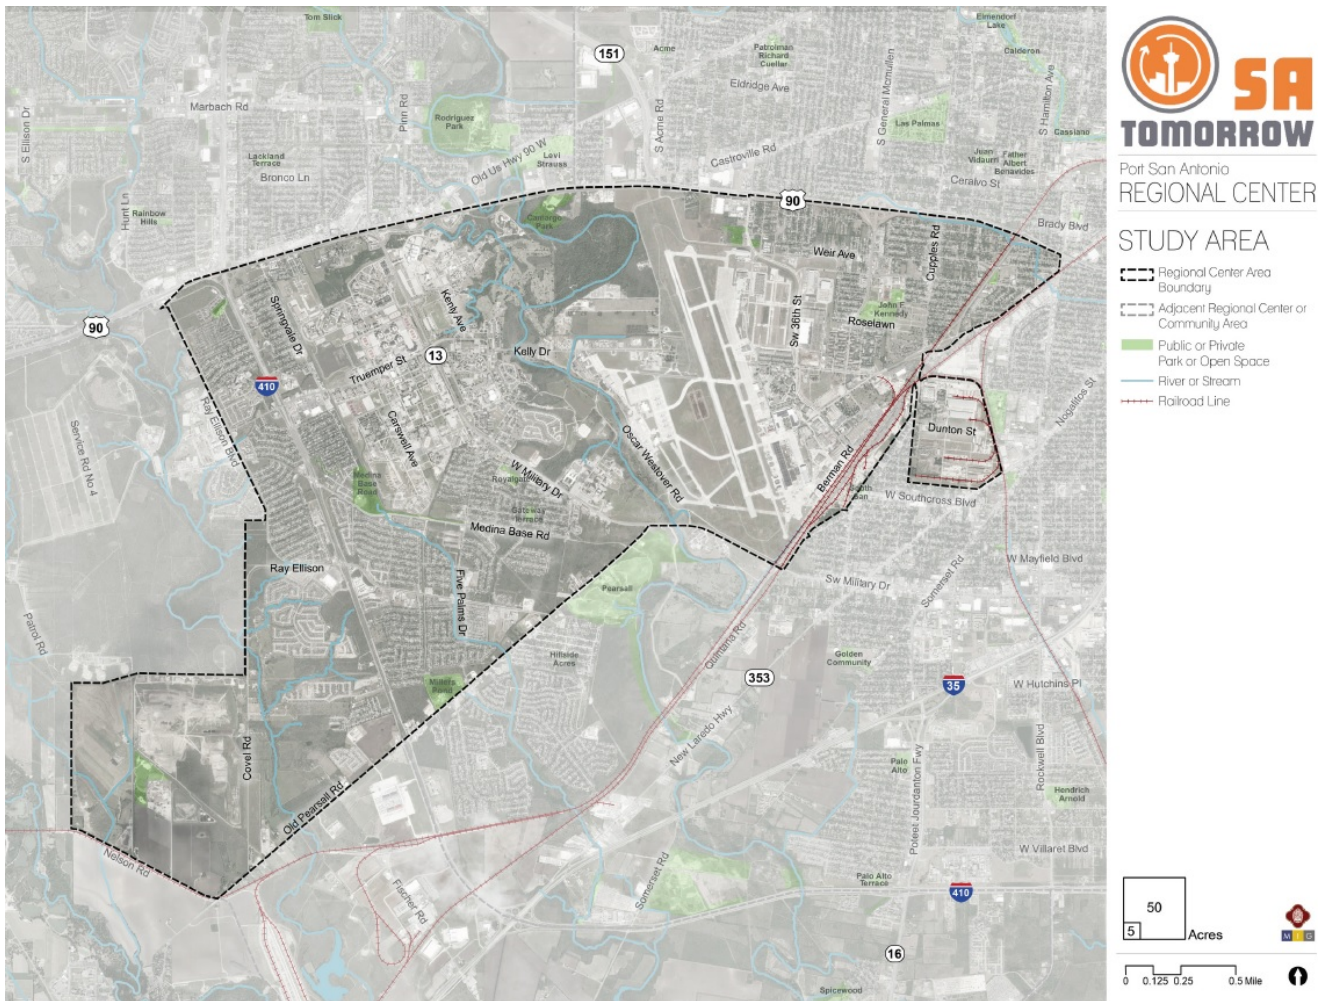 Tom Slick
151
Acme
Patrolman
Richard
Cuellar
Elmendorf
Lake
Calderon
Eldridge Ave
S General Mcmullen
S Hamilton Ave
Marbach Rd
S Ellison Dr
Pinn Rd
Rodriguez
Park
S Acme Rd
Las Palmas
Cassiano
Lackland
Terrace
Bronco Ln
Old Us Hwy 90 W
Levi
Strauss
Castroville Rd
Juan
Vidaurri
Father
Albert
Benavides
Ceralvo St
Hunt Ln
Rainbow
Hills
Camargo
Park
90
Brady Blvd
Weir Ave
Cupples Rd
Springvale Dr
Kenly Ave
John F
Kennedy
Roselawn
Sw 36th St
90
13
Kelly Dr
Truemper St
410
Ray Ellison Blvd
Carswell Ave
Service Rd No 4
Nogalitos St
Dunton St
Oscar Westover Rd
Berman Rd
W Military Dr
Royalgate
Medina
Base
Road
South
San
W Southcross Blvd
Gateway
Terrace
Medina Base Rd
W Mayfield Blvd
Ray Ellison
Five Palms Dr
Pearsall
Sw Military Dr
Somerset Rd
Patrol Rd
Quintana Rd
Hillside
Acres
Golden
Community
353
35
W Hutchins Pl
Millers
Pond
New Laredo Hwy
Covel Rd
Rockwell Blvd
Palo
Alto
Old Pearsall Rd
Poteet Jourdanton Fwy
Hendrich
Arnold
Nelson Rd
W Villaret Blvd
Fischer Rd
Somerset Rd
Palo Alto
Terrace
410
16
Spicewood
SA
TOMORROW
Port San Antonio
REGIONAL CENTER
STUDY AREA
Regional Center Area
Boundary
Adjacent Regional Center or
Community Area
Public or Private
Park or Open Space
River or Stream
Railroad Line
50
5
Acres
M I G
0 0.125 0.25 0.5 Mile